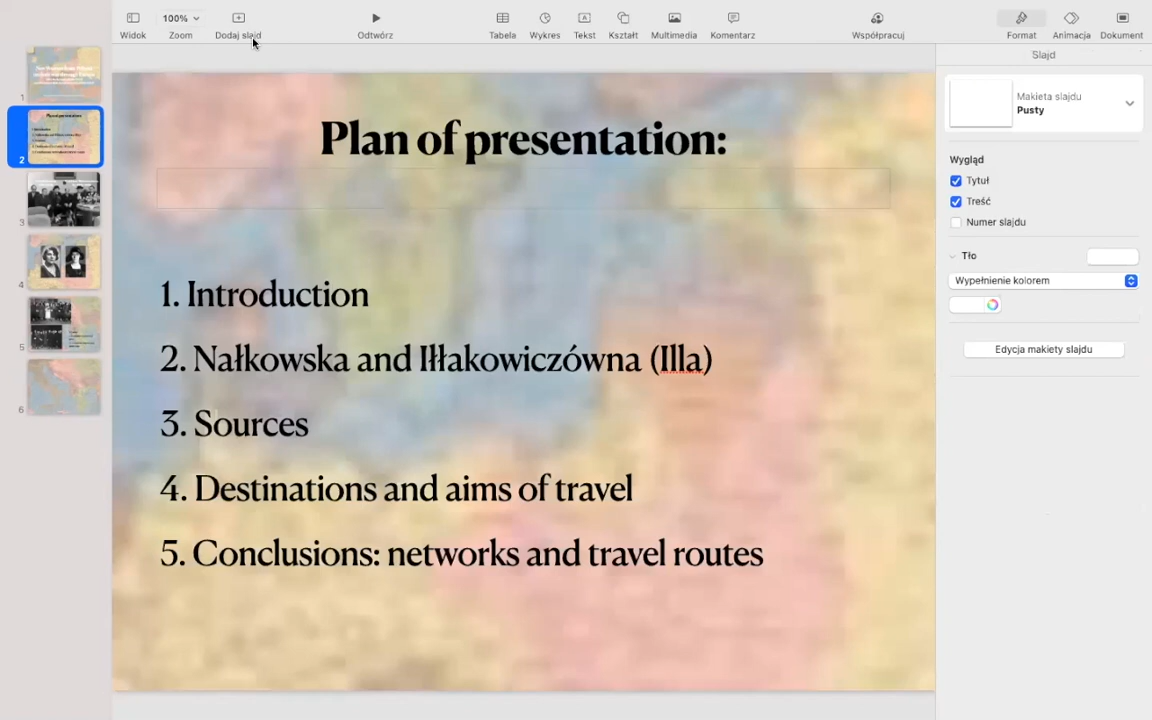 100%
Widok
Zoom
Dodaj slajd
Odtwórz
Tabela
Wykres
Tekst
Kształt
Multimedia
Komentarz
Współpracuj
Format
Animacja
Dokument
Slajd
Makieta slajdu
Pusty
Wygląd
Tytuł
Treść
Numer slajdu
Tło
Wypełnienie kolorem
Edycja makiety slajdu
1
2
3
4
5
6
Plan of presentation:
1. Introduction
2. Nałkowska and Iłłakowiczówna (Illa)
3. Sources
4. Destinations and aims of travel
5. Conclusions: networks and travel routes